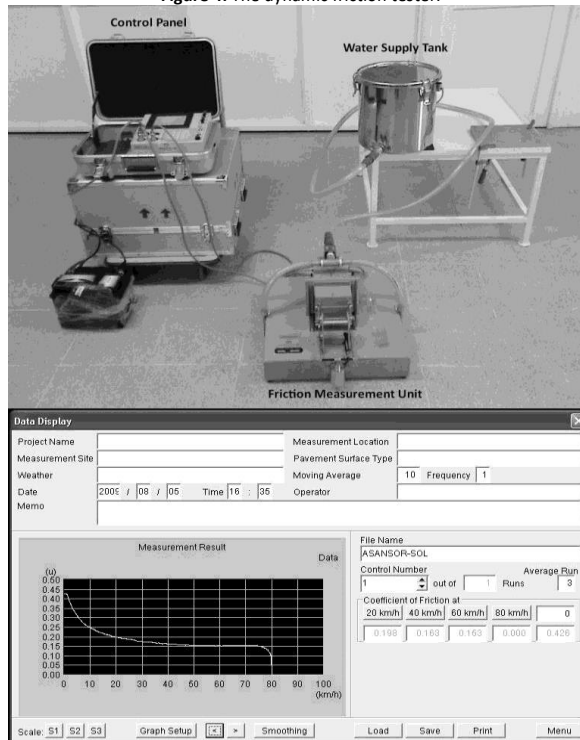 Figure 4. The dynamic friction tester.
Control Panel
Water Supply Tank
Friction Measurement Unit
Data Display
Project Name
Measurement Location
Measurement Site
Pavement Surface Type
Weather
Moving Average 10 Frequency 1
Date 2009 / 08 / 05 Time 16 : 35
Operator
Memo
Measurement Result
Data
(u)
0.50
0.45
0.40
0.35
0.30
0.25
0.20
0.15
0.10
0.05
0.00
0 10 20 30 40 50 60 70 80 90 100
(km/h)
File Name
ASANSOR-SOL
Control Number
Average Run
1 out of 1 Runs 3
Coefficient of Friction at
20 km/h 40 km/h 60 km/h 80 km/h 0
0.198 0.163 0.163 0.000 0.426
Scale: S1 S2 S3 Graph Setup < > Smoothing Load Save Print Menu